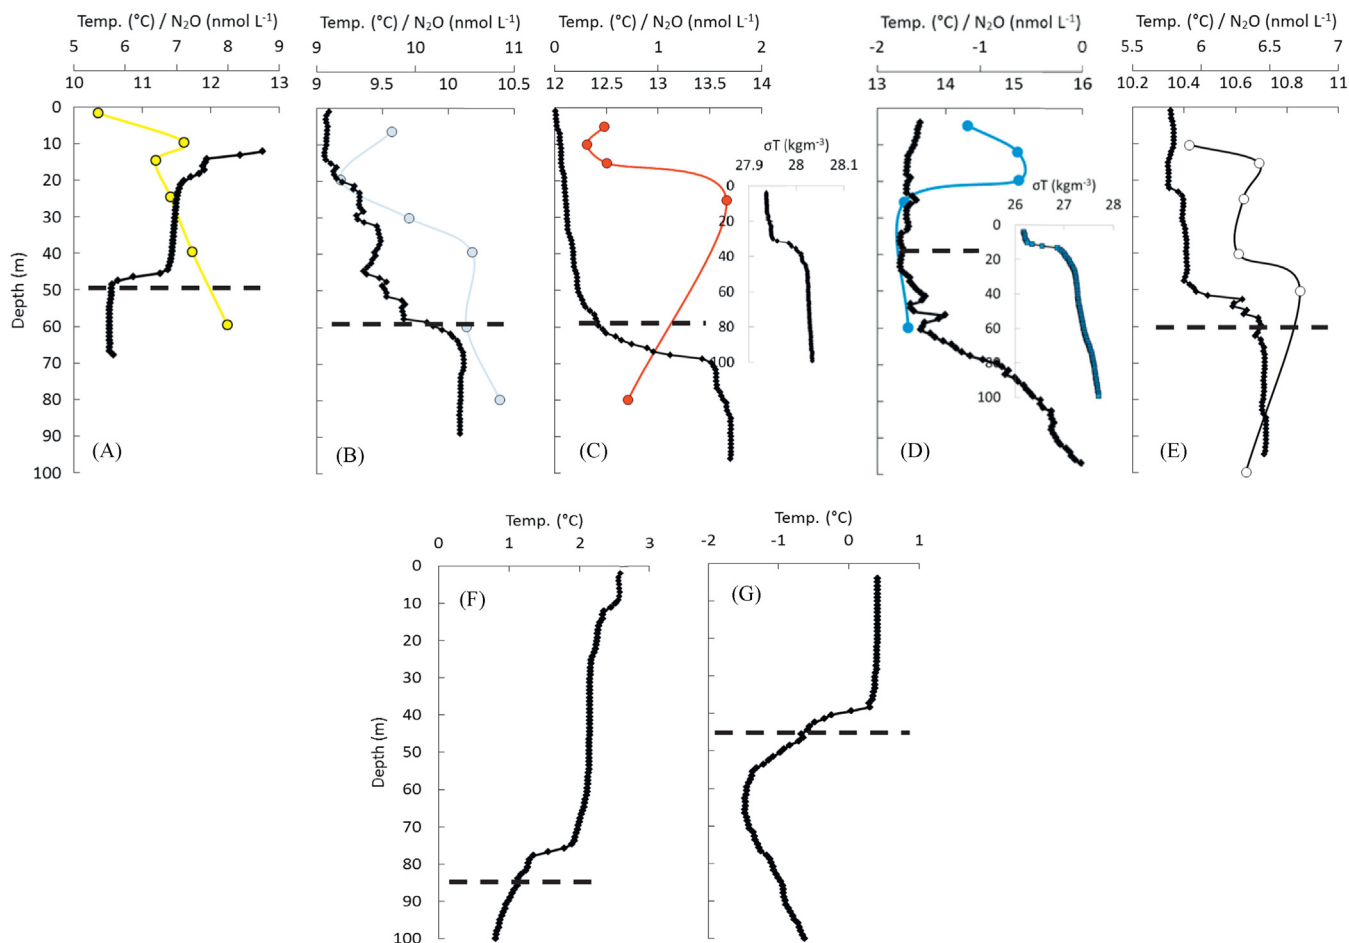 Temp. (°C) / N₂O (nmol L⁻¹)
5 6 7 8 9
10 11 12 13
Temp. (°C) / N₂O (nmol L⁻¹)
9 10 11
9 9.5 10 10.5
Temp. (°C) / N₂O (nmol L⁻¹)
0 1 2
12 12.5 13 13.5 14
Temp. (°C) / N₂O (nmol L⁻¹)
-2 -1 0
13 14 15 16
Temp. (°C) / N₂O (nmol L⁻¹)
5.5 6 6.5 7
10.2 10.4 10.6 10.8 11
Depth (m)
0
10
20
30
40
50
60
70
80
90
100
(A)
(B)
(C)
σT (kgm⁻³)
27.9 28 28.1
0
20
40
60
80
100
(D)
σT (kgm⁻³)
26 27 28
0
20
40
60
80
100
(E)
Temp. (°C)
0 1 2 3
Depth (m)
0
10
20
30
40
50
60
70
80
90
100
(F)
Temp. (°C)
-2 -1 0 1
(G)